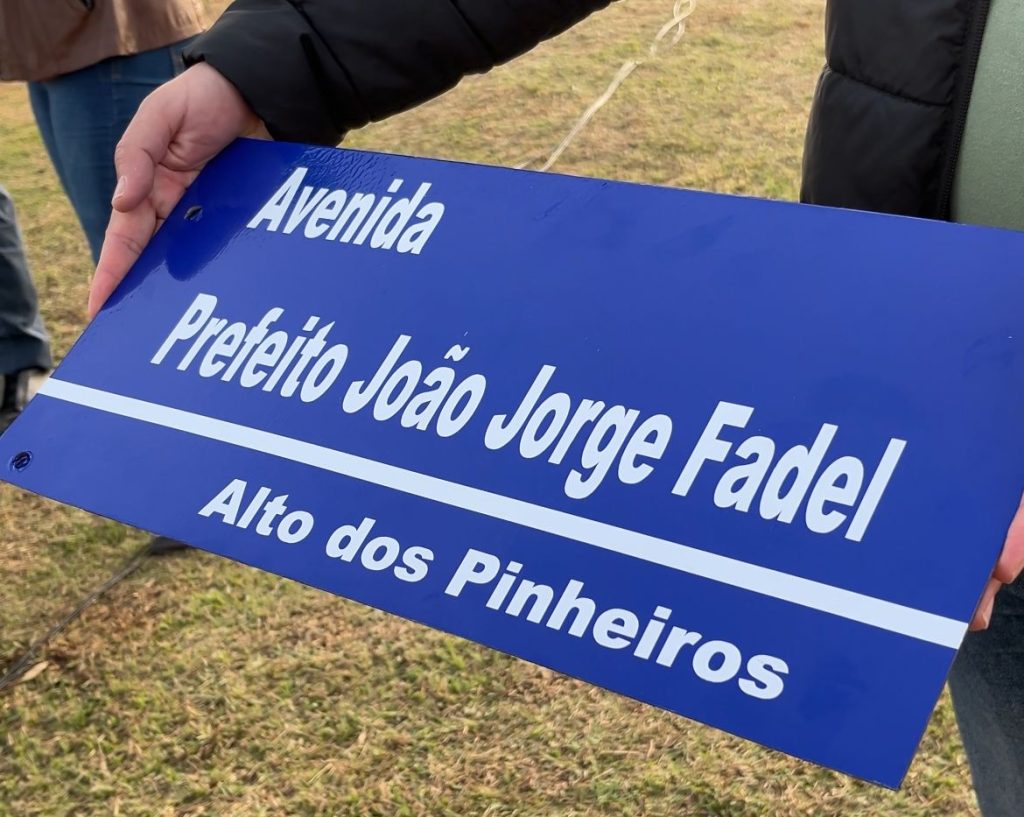 Avenida
Prefeito João Jorge Fadel
Alto dos Pinheiros